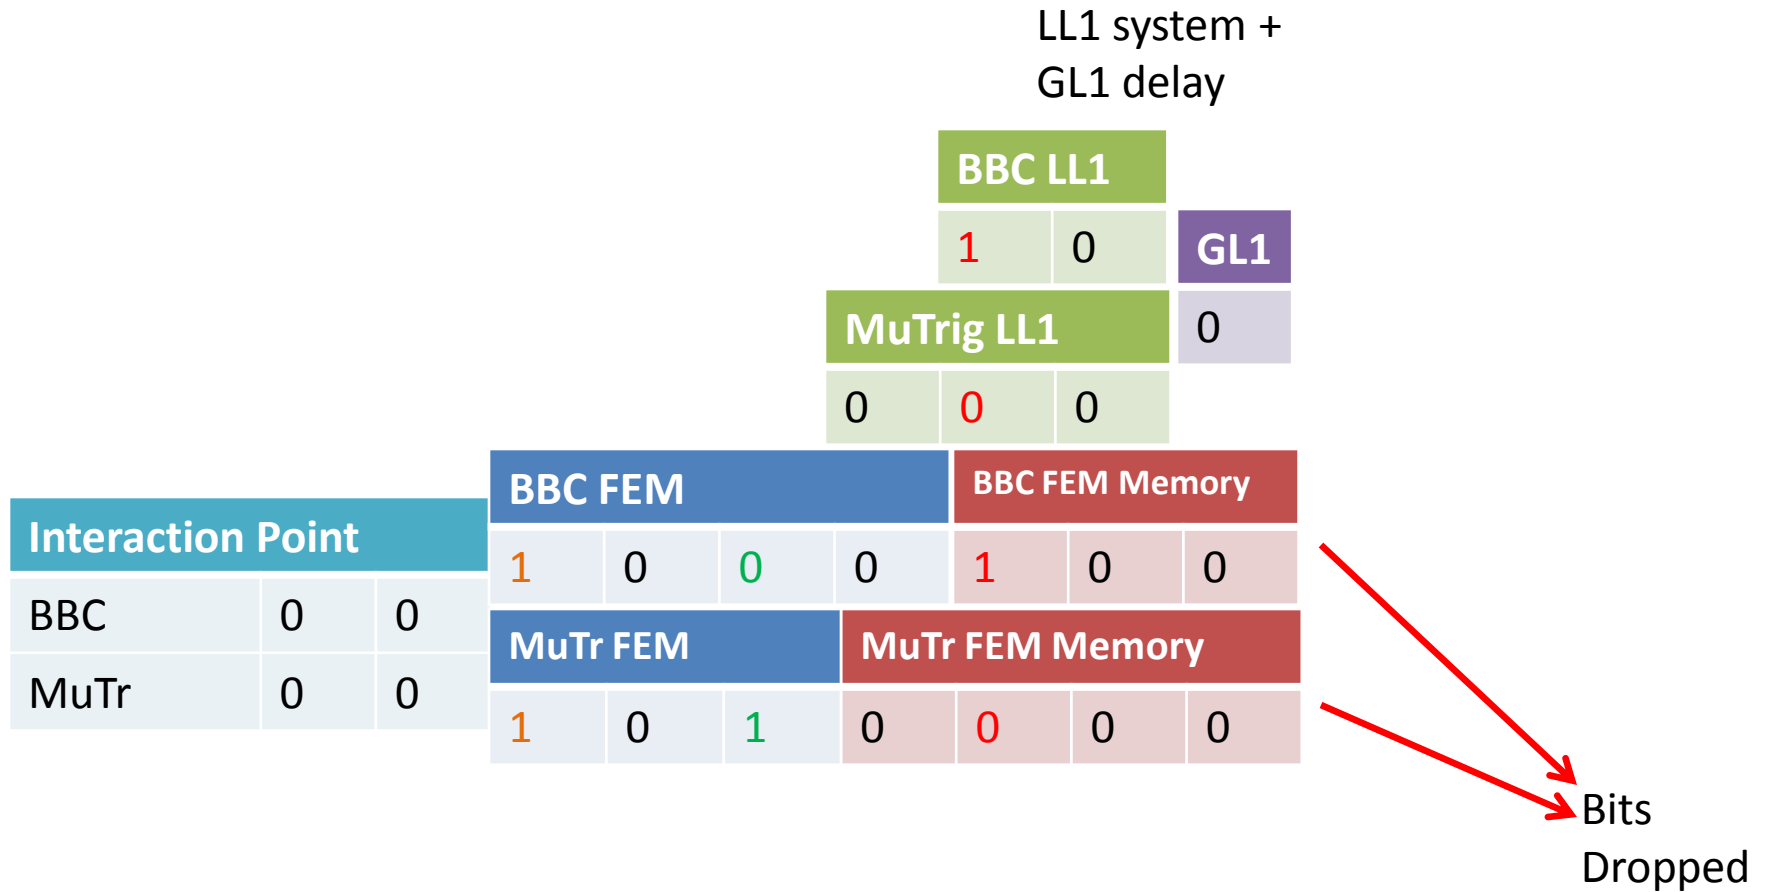 LL1 system +
GL1 delay
BBC LL1
1 0
GL1
0
MuTrig LL1
0 0 0
BBC FEM
BBC FEM Memory
1 0 0 0 1 0 0
Interaction Point
BBC 0 0
MuTr 0 0
MuTr FEM
MuTr FEM Memory
1 0 1 0 0 0 0
Bits
Dropped